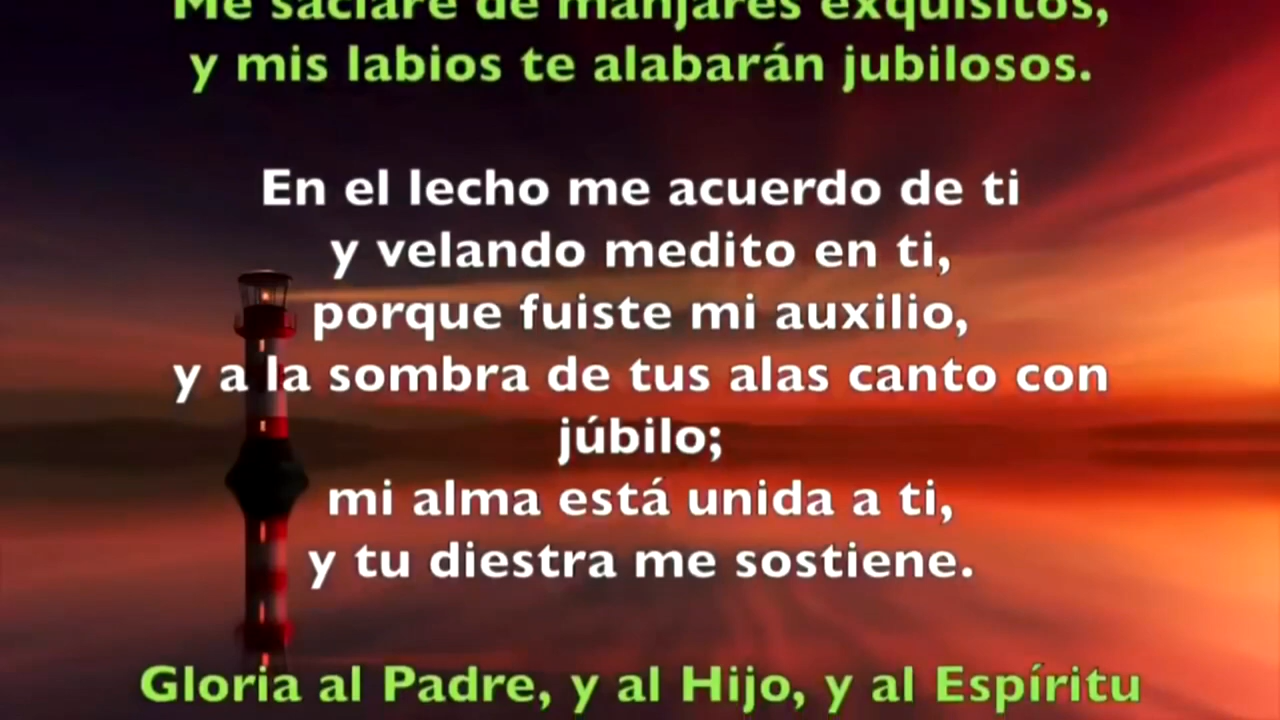 Me saciaré de manjares exquisitos,
y mis labios te alabarán jubilosos.
En el lecho me acuerdo de ti
y velando medito en ti,
porque fuiste mi auxilio,
y a la sombra de tus alas canto con
júbilo;
mi alma está unida a ti,
y tu diestra me sostiene.
Gloria al Padre, y al Hijo, y al Espíritu